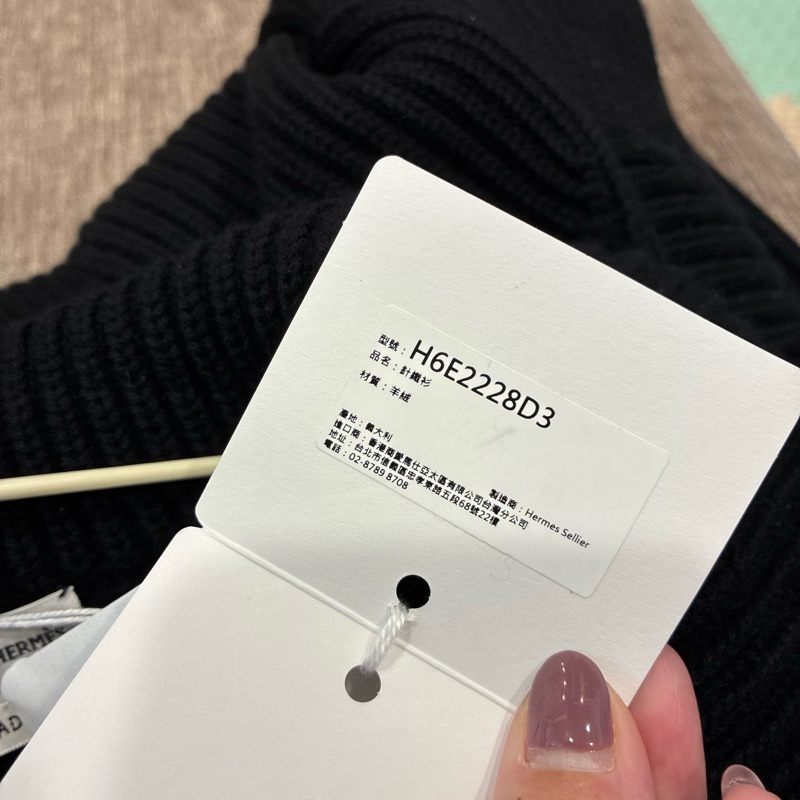 型號：H6E2228D3
品名：針織衫
材質：羊絨
產地：義大利
製造商：Hermes Sellier
進口商：香港商愛馬仕亞太區有限公司台灣分公司
地址：台北市信義區忠孝東路五段68號22樓
電話：02-8789 8708
HERMÈS
AD